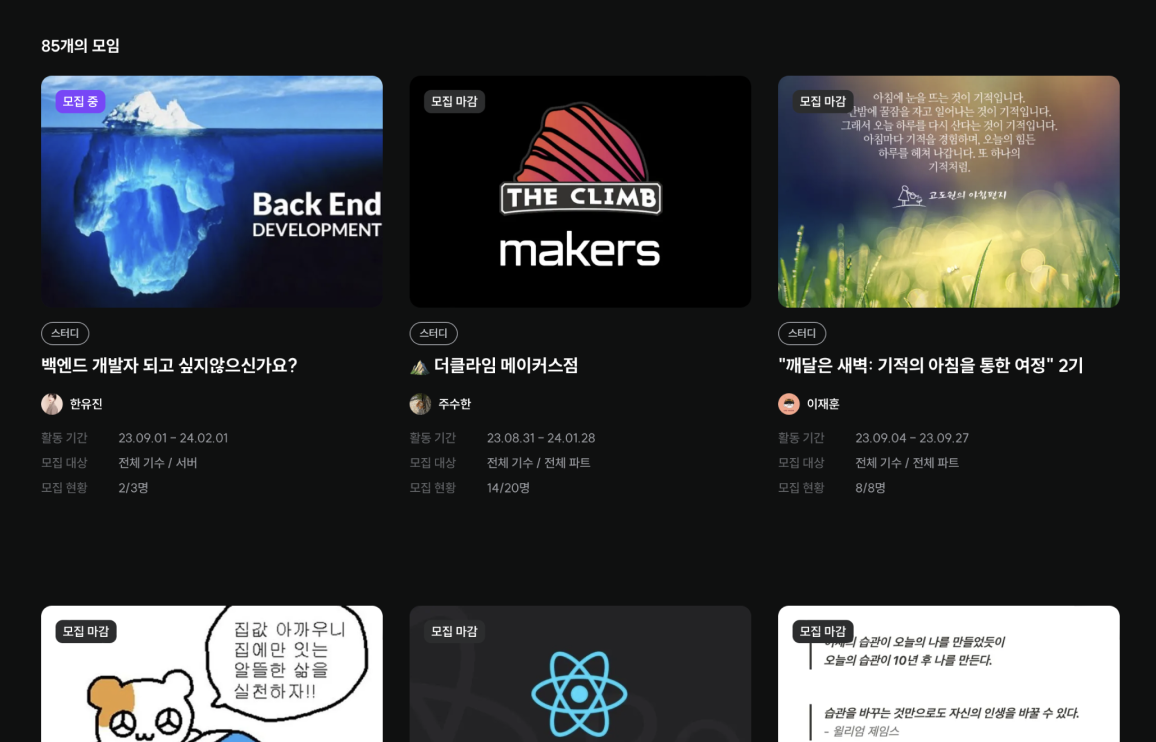 85개의 모임
모집 중
Back End
DEVELOPMENT
스터디
백엔드 개발자 되고 싶지않으신가요?
한유진
활동 기간 23.09.01 - 24.02.01
모집 대상 전체 기수 / 서버
모집 현황 2/3명
모집 마감
THE CLIMB
makers
스터디
더클라임 메이커스점
주수한
활동 기간 23.08.31 - 24.01.28
모집 대상 전체 기수 / 전체 파트
모집 현황 14/20명
모집 마감
아침에 눈을 뜨는 것이 기적입니다.
꿀잠을 자고 일어나는 것이 기적입니다.
그래서 오늘 하루를 다시 산다는 것이 기적입니다.
아침마다 기적을 경험하며, 오늘의 힘든
하루를 헤쳐 나갑니다. 또 하나의
기적처럼.
고도원의 아침편지
스터디
"깨달은 새벽: 기적의 아침을 통한 여정" 2기
이재훈
활동 기간 23.09.04 - 23.09.27
모집 대상 전체 기수 / 전체 파트
모집 현황 8/8명
모집 마감
집값 아까우니
집에만 있는
알뜰한 삶을
실천하자!!
모집 마감
모집 마감
습관이 오늘의 나를 만들었듯이
오늘의 습관이 10년 후 나를 만든다.
습관을 바꾸는 것만으로도 자신의 인생을 바꿀 수 있다.
- 윌리엄 제임스